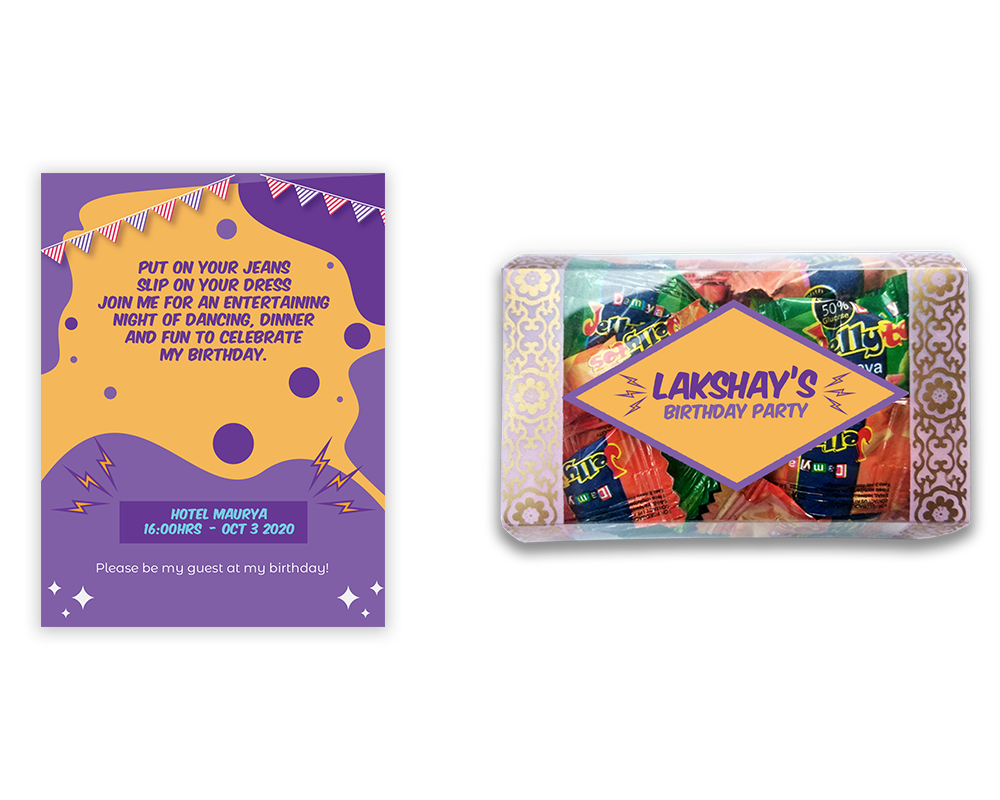 PUT ON YOUR JEANS
SLIP ON YOUR DRESS
JOIN ME FOR AN ENTERTAINING
NIGHT OF DANCING, DINNER
AND FUN TO CELEBRATE
MY BIRTHDAY.
HOTEL MAURYA
16:00HRS - OCT 3 2020
Please be my guest at my birthday!
50%
LAKSHAY'S
BIRTHDAY PARTY